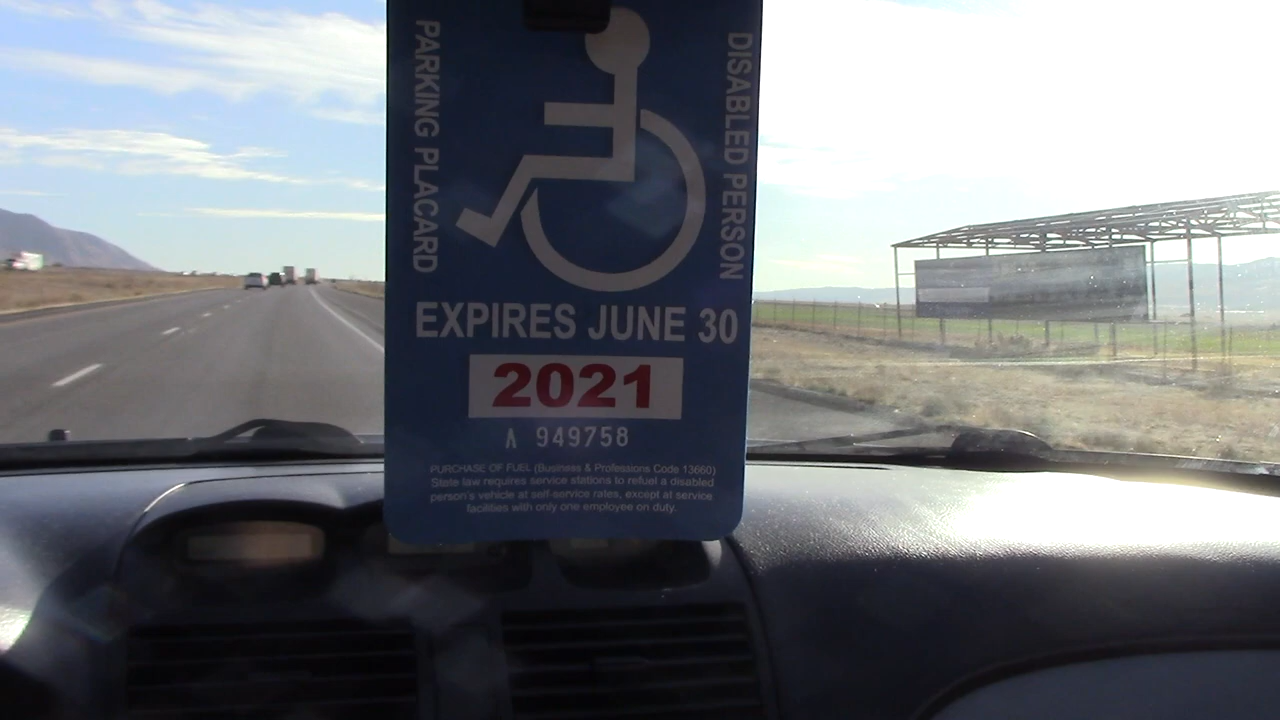 PARKING PLACARD
DISABLED PERSON
EXPIRES JUNE 30
2021
A 949758
PURCHASE OF FUEL (Business & Professions Code 13660)
State law requires service stations to refuel a disabled
person's vehicle at self-service rates, except at service
facilities with only one employee on duty.